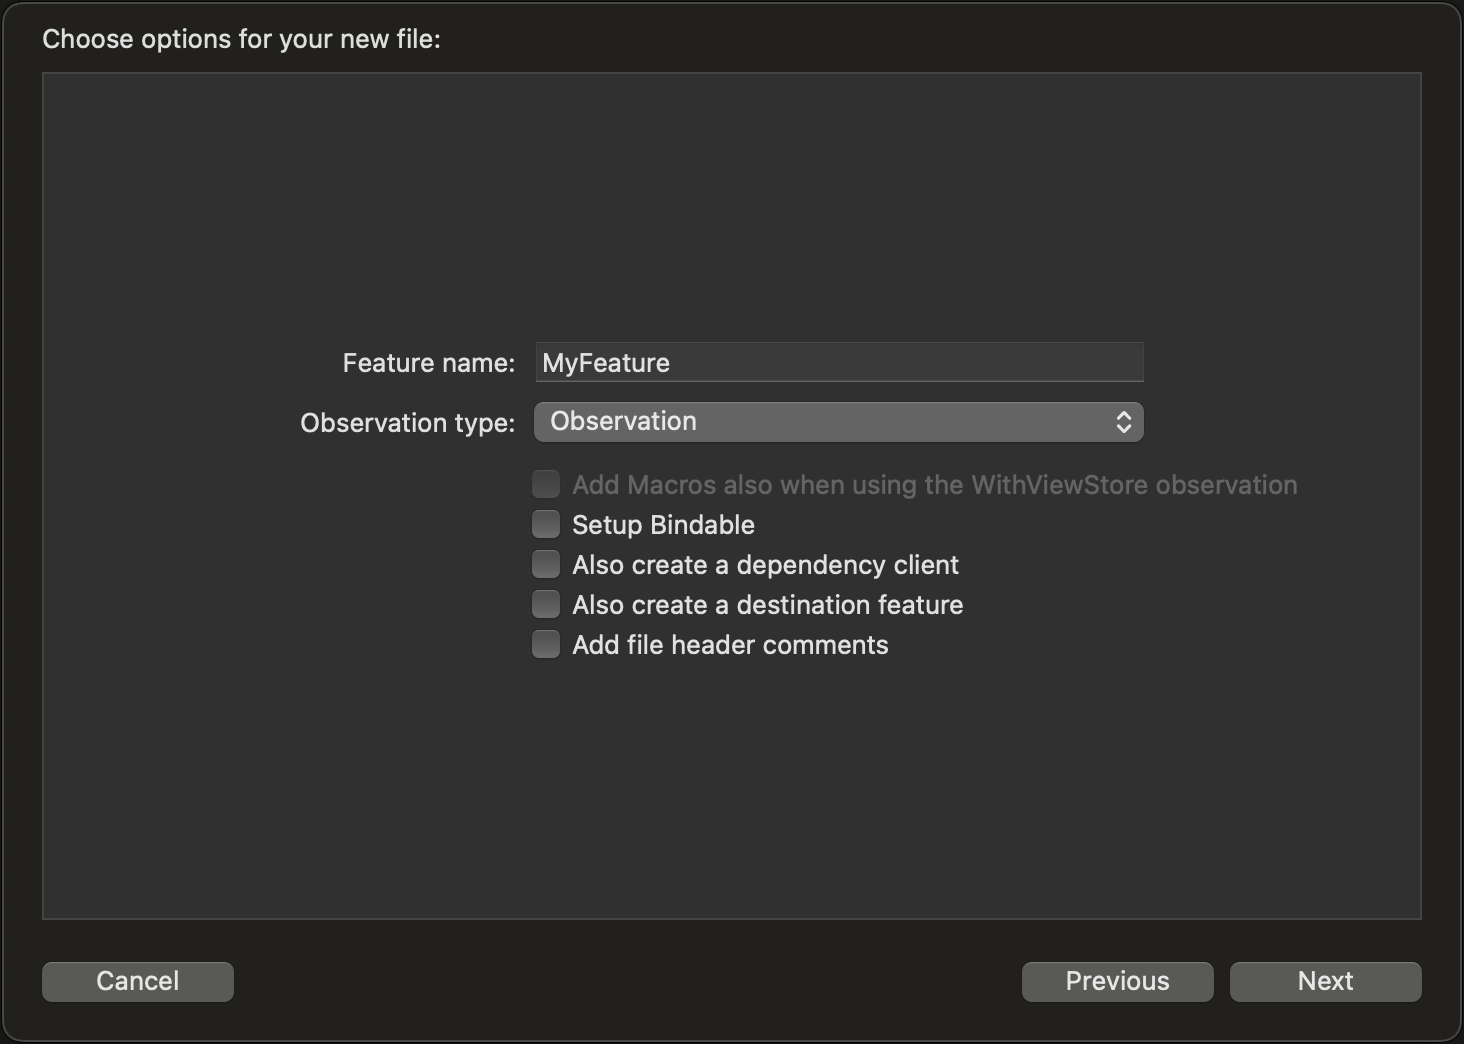 Choose options for your new file:
Feature name: MyFeature
Observation type: Observation
Add Macros also when using the WithViewStore observation
Setup Bindable
Also create a dependency client
Also create a destination feature
Add file header comments
Cancel Previous Next